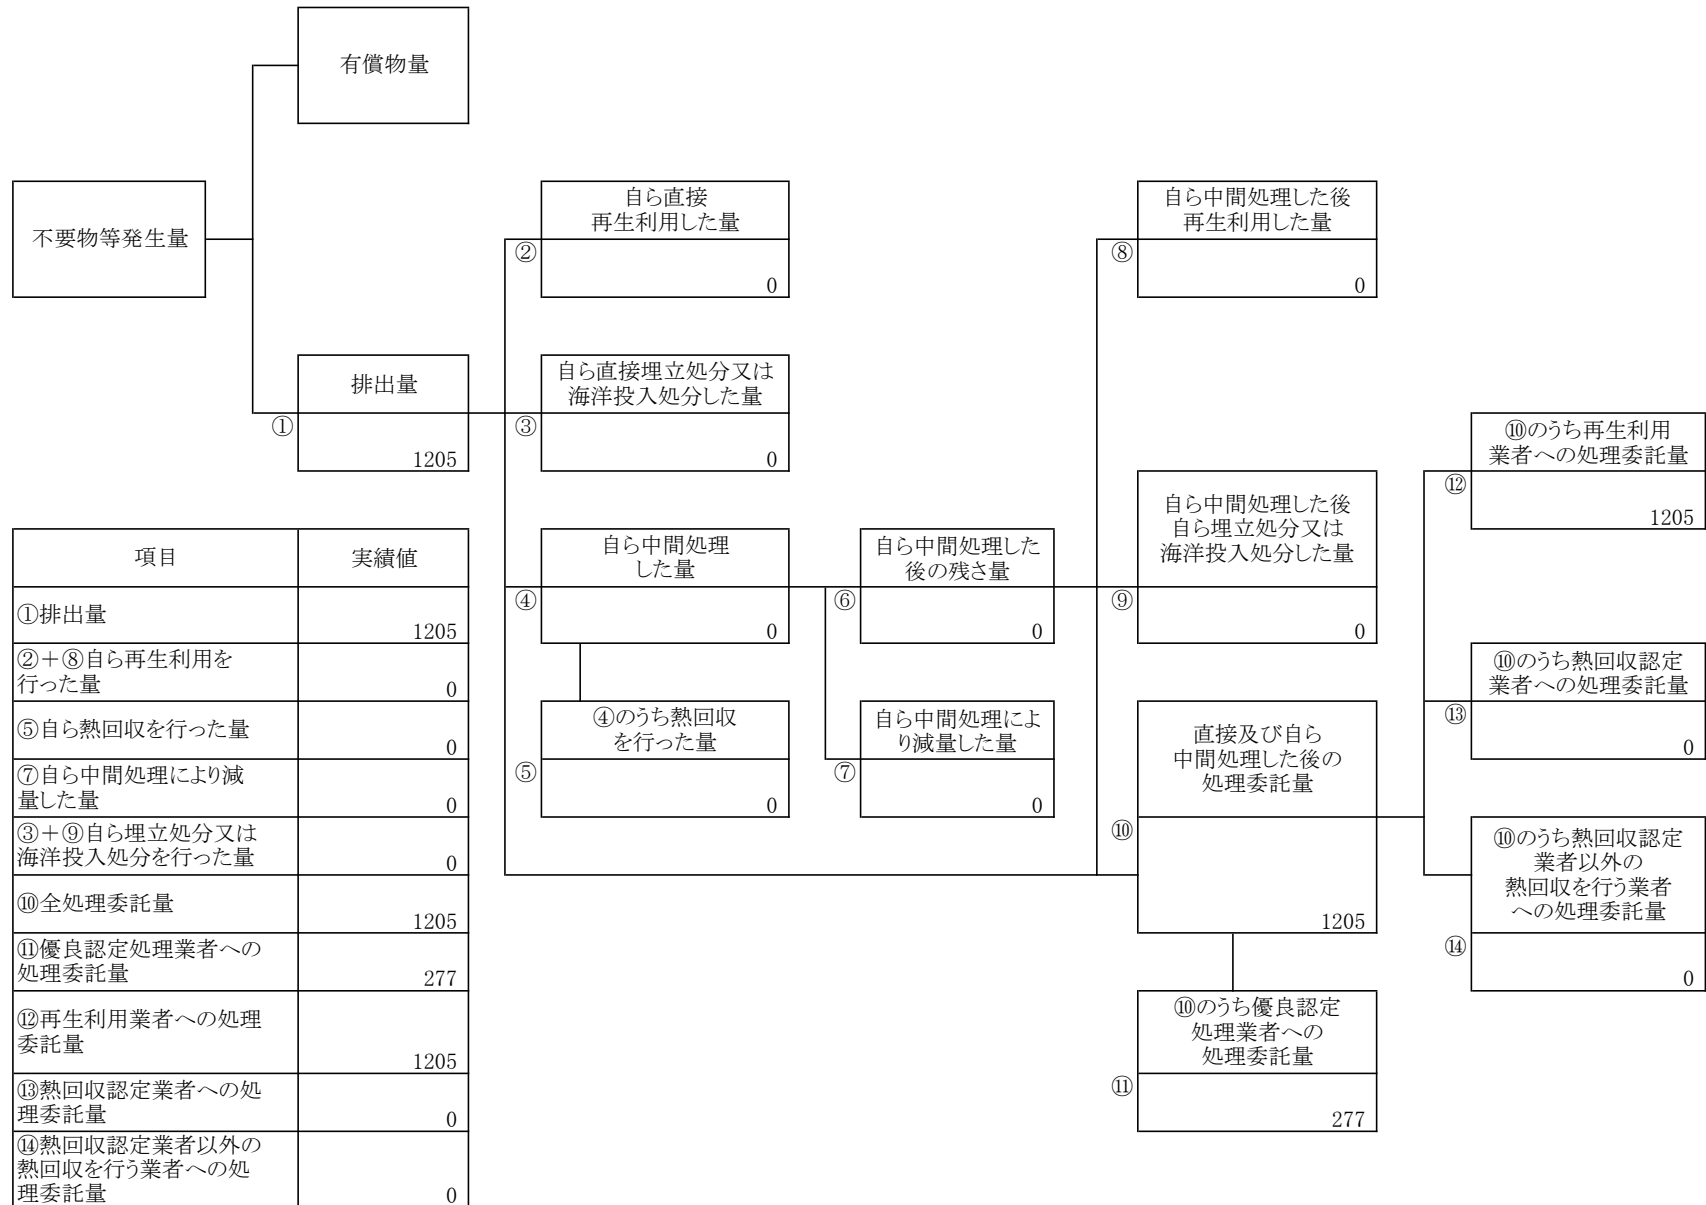 有償物量
不要物等発生量
自ら直接
再生利用した量
②
0
自ら中間処理した後
再生利用した量
⑧
0
排出量
①
1205
自ら直接埋立処分又は
海洋投入処分した量
③
0
⑩のうち再生利用
業者への処理委託量
⑫
1205
自ら中間処理した後
自ら埋立処分又は
海洋投入処分した量
⑨
0
自ら中間処理
した量
④
0
自ら中間処理した
後の残さ量
⑥
0
⑩のうち熱回収認定
業者への処理委託量
⑬
0
④のうち熱回収
を行った量
⑤
0
自ら中間処理によ
り減量した量
⑦
0
直接及び自ら
中間処理した後の
処理委託量
⑩
1205
⑩のうち熱回収認定
業者以外の
熱回収を行う業者
への処理委託量
⑭
0
⑩のうち優良認定
処理業者への
処理委託量
⑪
277
項目 実績値
①排出量
1205
②+⑧自ら再生利用を
行った量 0
⑤自ら熱回収を行った量
0
⑦自ら中間処理により減
量した量 0
③+⑨自ら埋立処分又は
海洋投入処分を行った量 0
⑩全処理委託量
1205
⑪優良認定処理業者への
処理委託量 277
⑫再生利用業者への処理
委託量
1205
⑬熱回収認定業者への処
理委託量 0
⑭熱回収認定業者以外の
熱回収を行う業者への処
理委託量 0